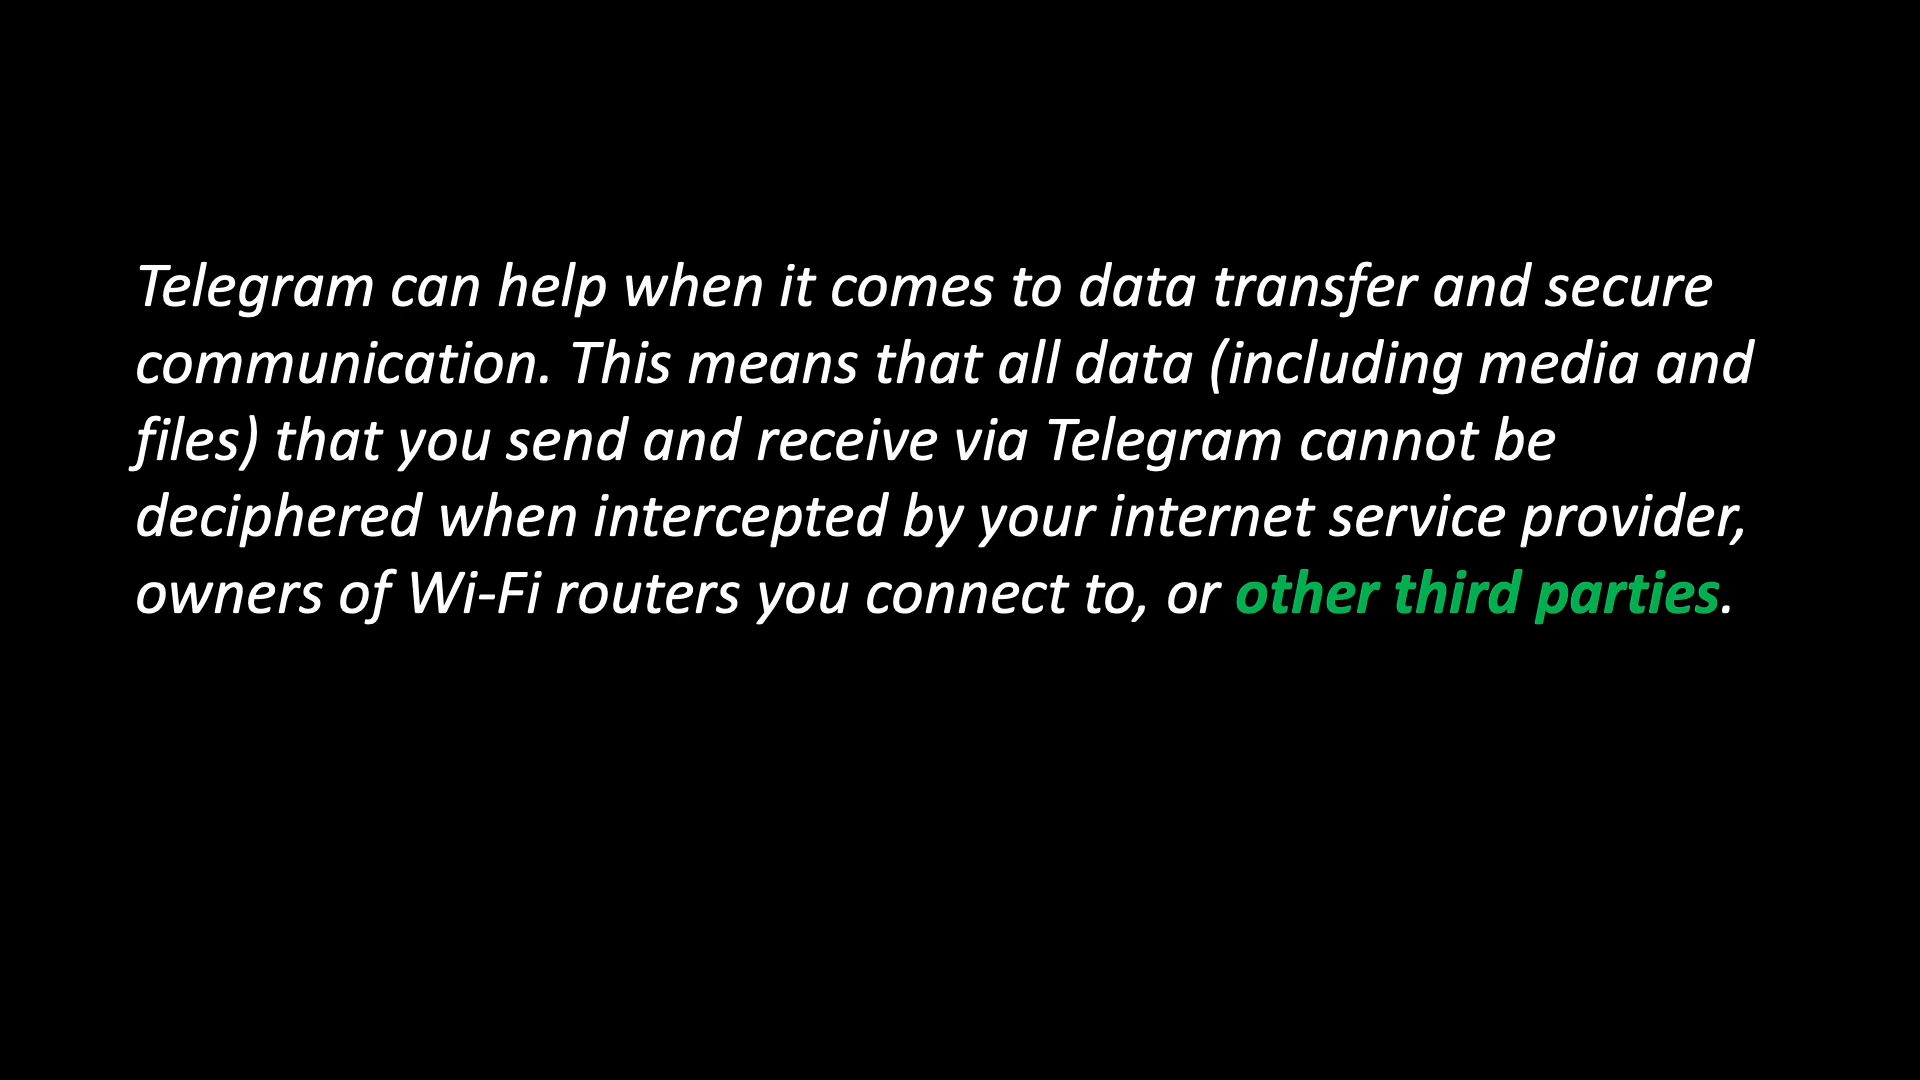 Telegram can help when it comes to data transfer and secure
communication. This means that all data (including media and
files) that you send and receive via Telegram cannot be
deciphered when intercepted by your internet service provider,
owners of Wi-Fi routers you connect to, or other third parties.